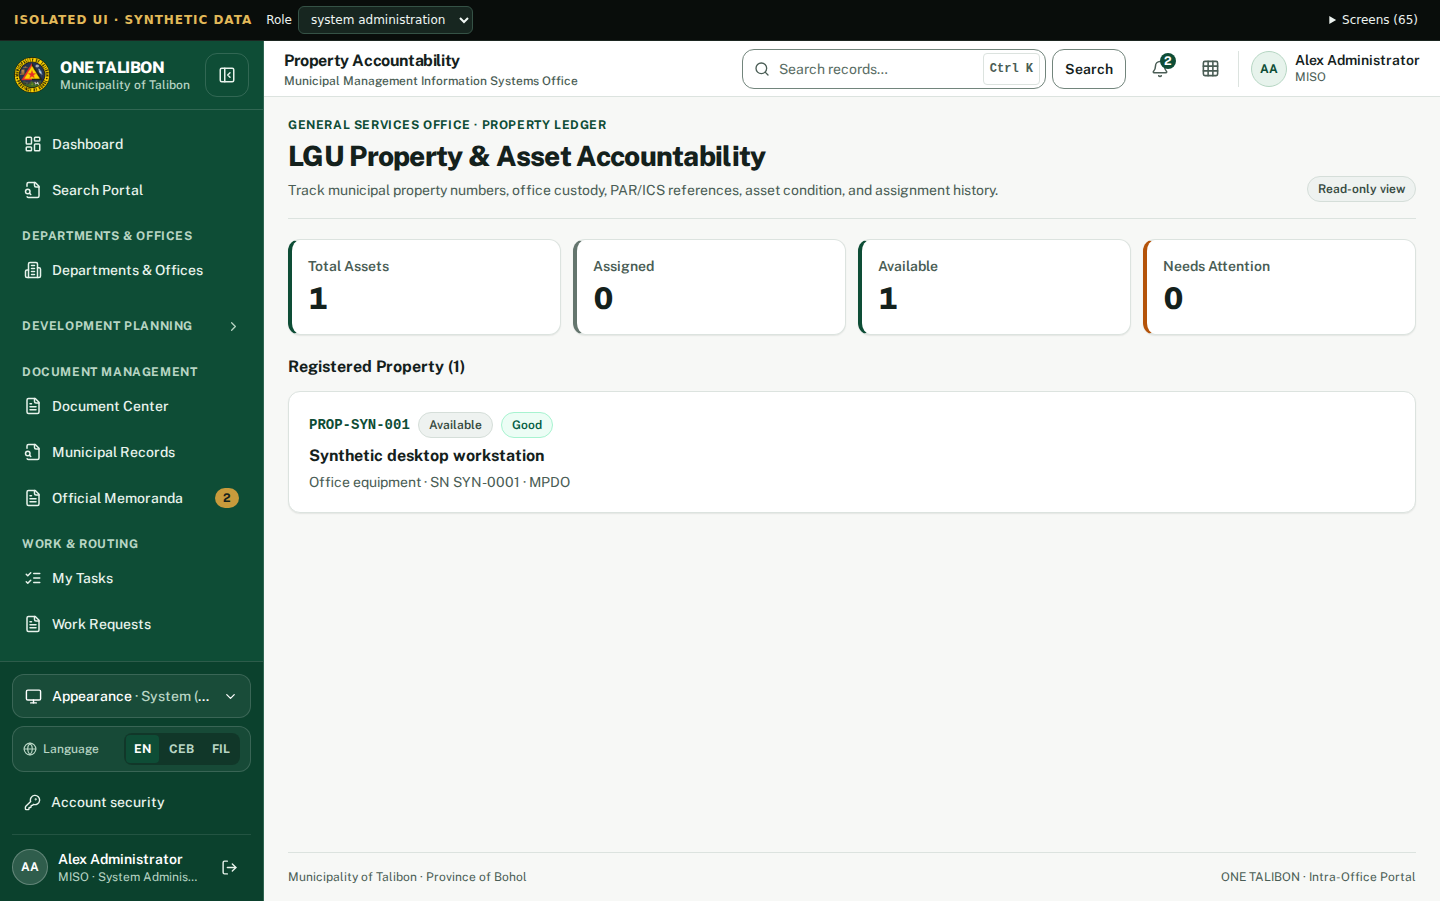 ISOLATED UI · SYNTHETIC DATA Role system administration Screens (65)
ONE TALIBON
Municipality of Talibon
Dashboard
Search Portal
DEPARTMENTS & OFFICES
Departments & Offices
DEVELOPMENT PLANNING
DOCUMENT MANAGEMENT
Document Center
Municipal Records
Official Memoranda 2
WORK & ROUTING
My Tasks
Work Requests
Appearance · System (...
Language EN CEB FIL
Account security
AA Alex Administrator
MISO · System Adminis...
Property Accountability
Municipal Management Information Systems Office
Search records... Ctrl K Search
2
AA Alex Administrator
MISO
GENERAL SERVICES OFFICE · PROPERTY LEDGER
LGU Property & Asset Accountability
Track municipal property numbers, office custody, PAR/ICS references, asset condition, and assignment history.
Read-only view
Total Assets
1
Assigned
0
Available
1
Needs Attention
0
Registered Property (1)
PROP-SYN-001 Available Good
Synthetic desktop workstation
Office equipment · SN SYN-0001 · MPDO
Municipality of Talibon · Province of Bohol
ONE TALIBON · Intra-Office Portal